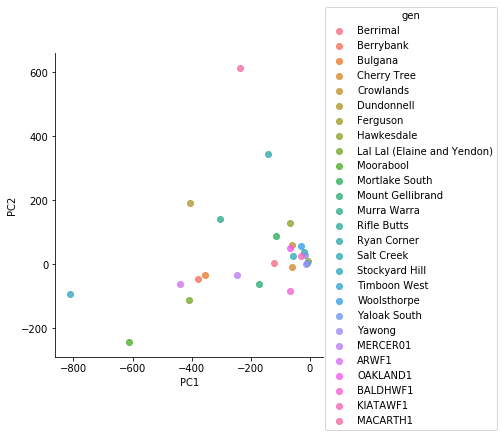 gen
Berrimal
Berrybank
Bulgana
Cherry Tree
Crowlands
Dundonnell
Ferguson
Hawkesdale
Lal Lal (Elaine and Yendon)
Moorabool
Mortlake South
Mount Gellibrand
Murra Warra
Rifle Butts
Ryan Corner
Salt Creek
Stockyard Hill
Timboon West
Woolsthorpe
Yaloak South
Yawong
MERCER01
ARWF1
OAKLAND1
BALDHWF1
KIATAWF1
MACARTH1
600
400
200
0
−200
PC2
−800
−600
−400
−200
0
PC1